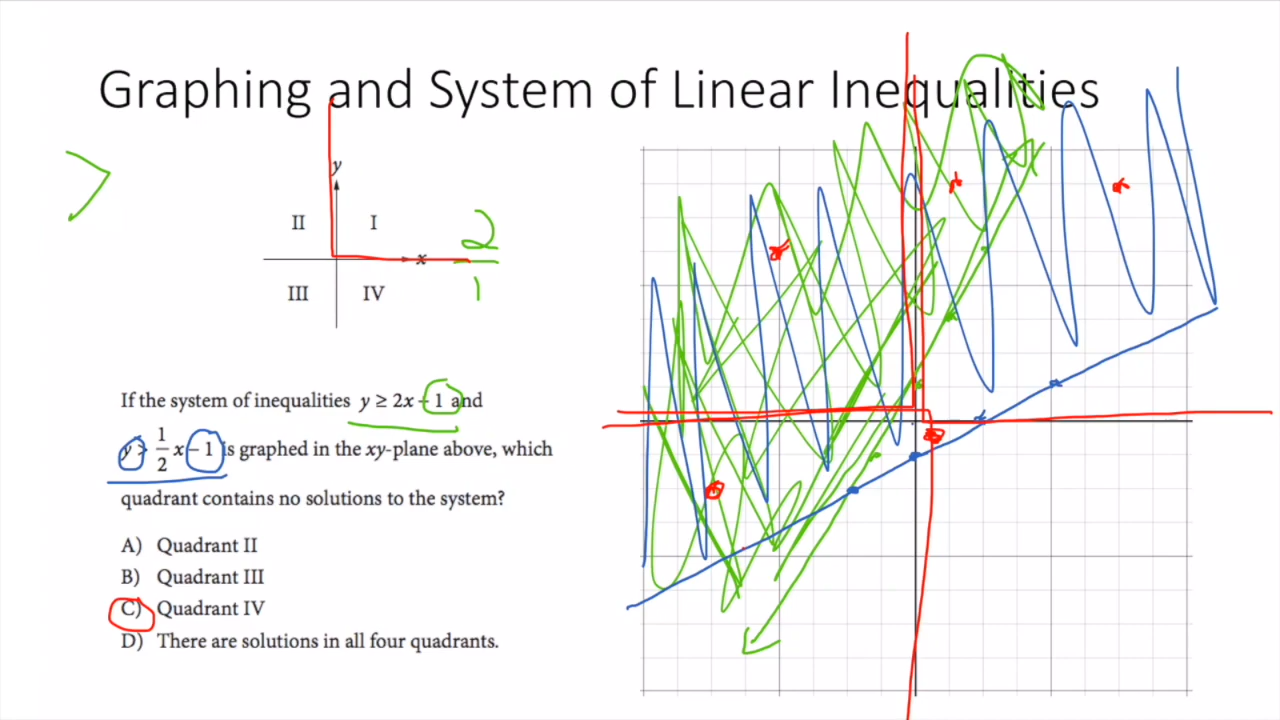 Graphing and System of Linear Inequalities
>
y
II I
x
III IV
2
1
If the system of inequalities y ≥ 2x + 1 and
y > 1/2 x − 1 is graphed in the xy-plane above, which
quadrant contains no solutions to the system?
A) Quadrant II
B) Quadrant III
C) Quadrant IV
D) There are solutions in all four quadrants.